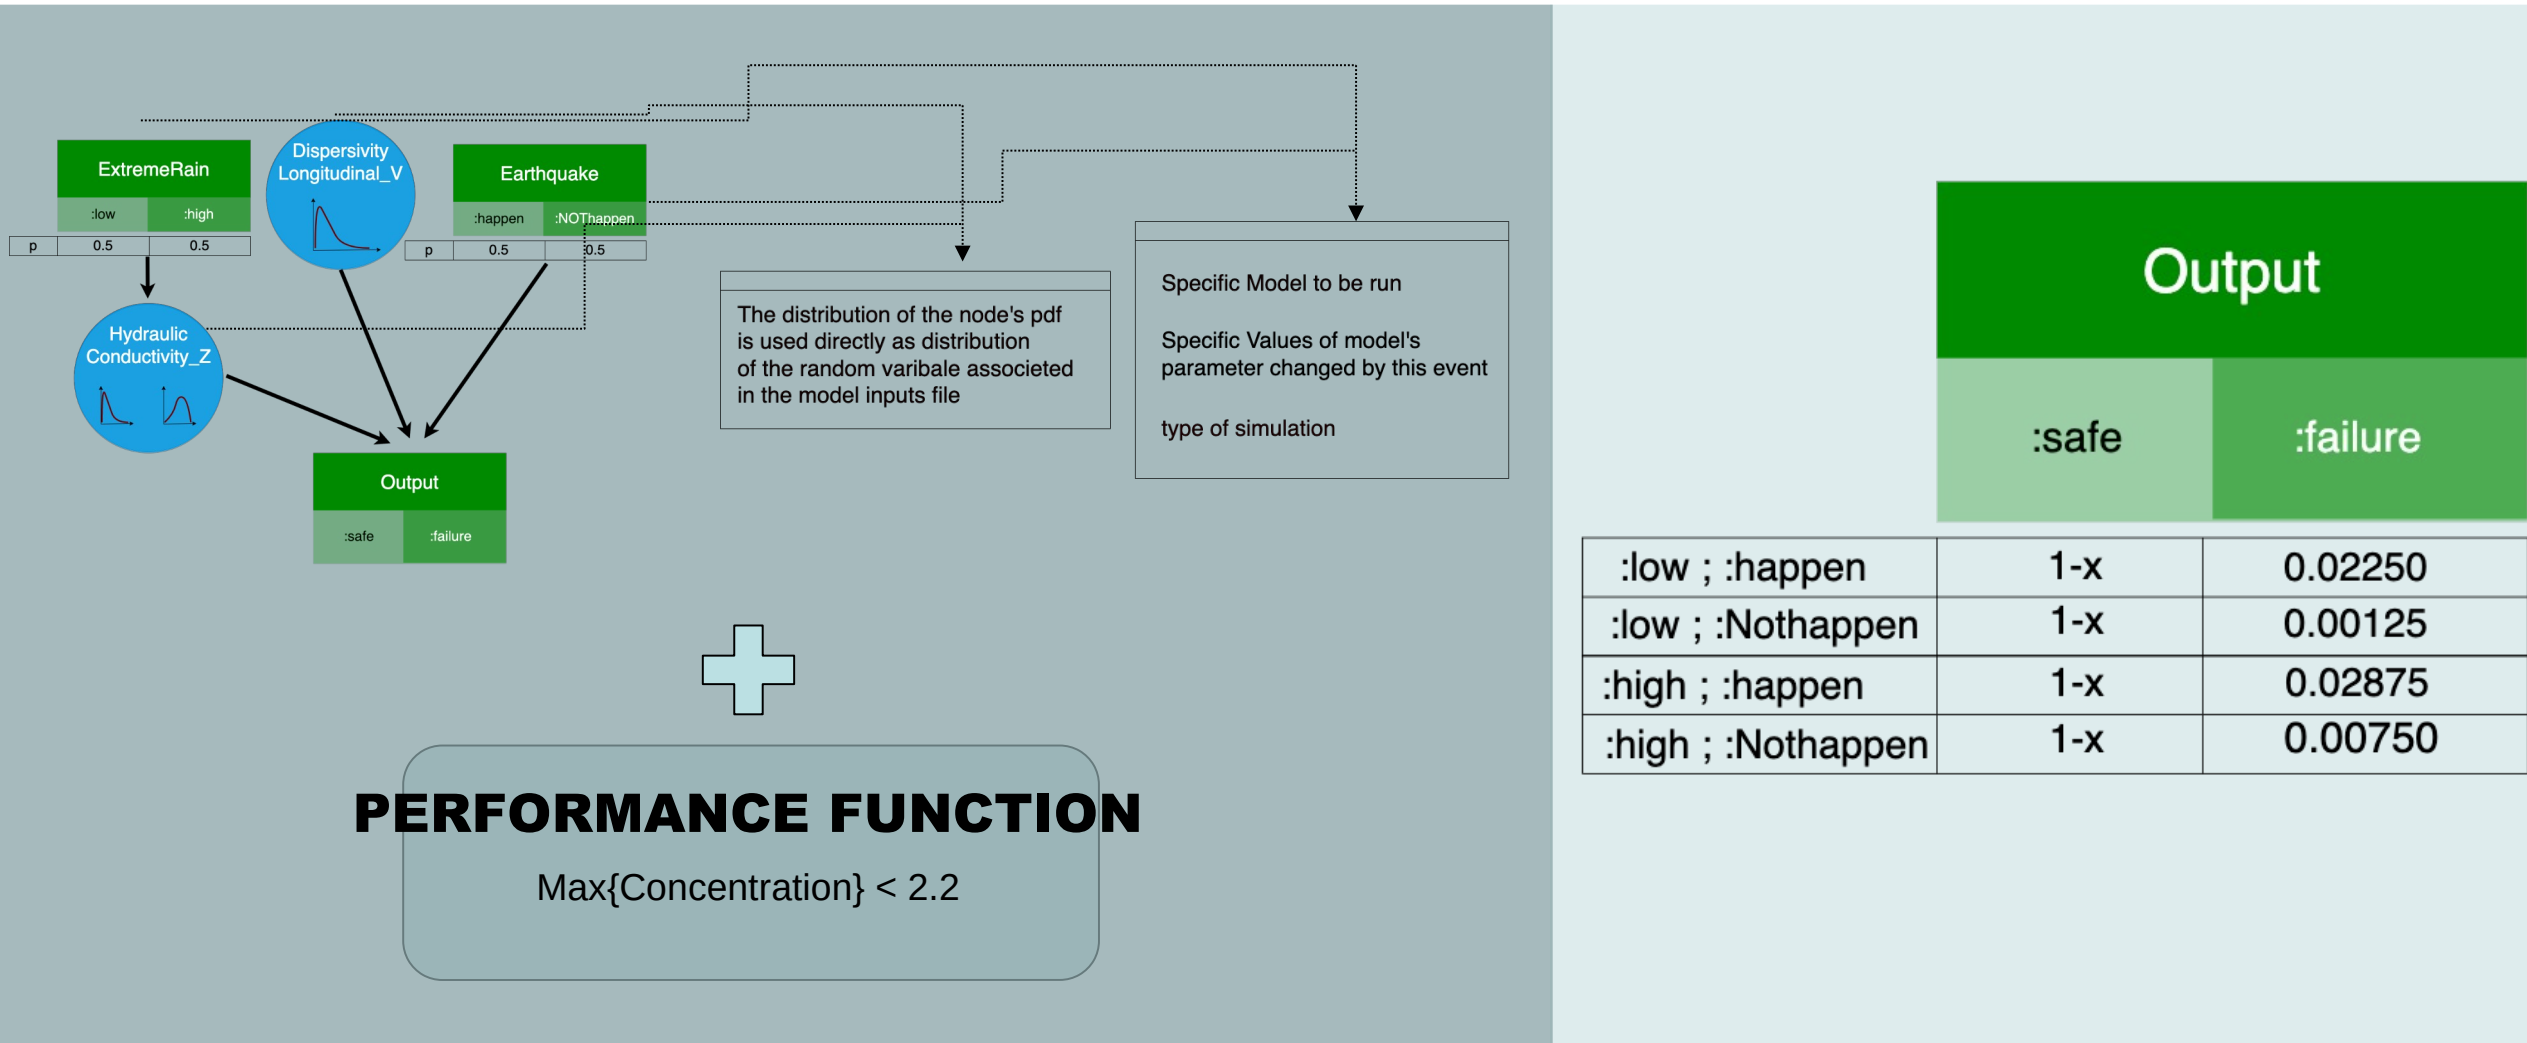 ExtremeRain
:low :high
p 0.5 0.5
Dispersivity
Longitudinal_V
Earthquake
:happen :NOThappen
p 0.5 0.5
Hydraulic
Conductivity_Z
Output
:safe :failure
The distribution of the node's pdf
is used directly as distribution
of the random varibale associeted
in the model inputs file
Specific Model to be run
Specific Values of model's
parameter changed by this event
type of simulation
PERFORMANCE FUNCTION
Max{Concentration} < 2.2
Output
:safe :failure
:low ; :happen 1-x 0.02250
:low ; :Nothappen 1-x 0.00125
:high ; :happen 1-x 0.02875
:high ; :Nothappen 1-x 0.00750